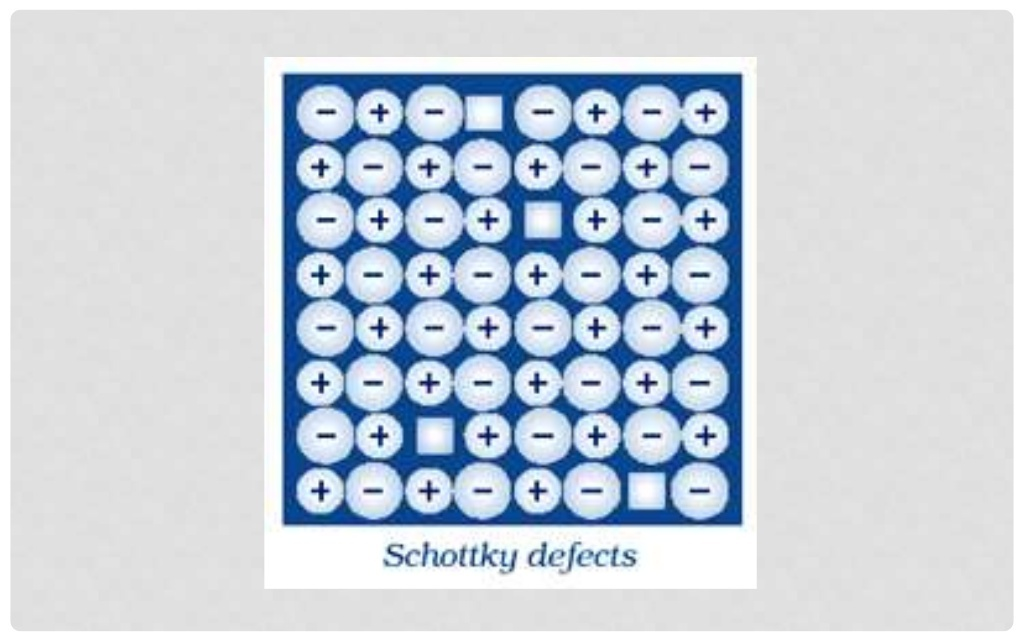 − + − − + − +
+ − + − + − + −
− + − + + − +
+ − + − + − + −
− + − + − + − +
+ − + − + − + −
− + + − + − +
+ − + − + − −
Schottky defects